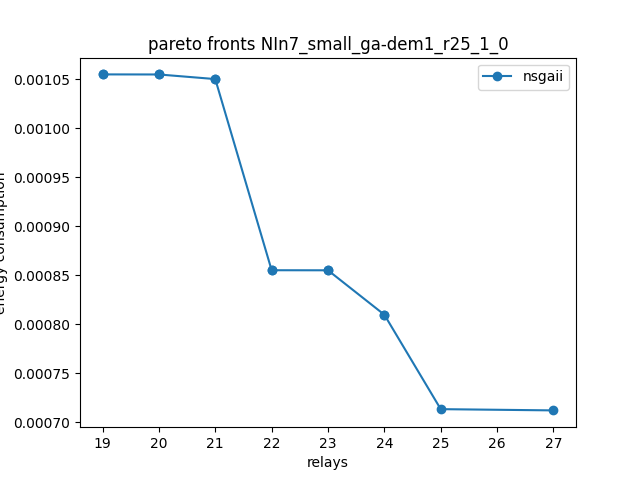 pareto fronts NIn7_small_ga-dem1_r25_1_0
nsgaii
0.00105
0.00100
0.00095
0.00090
0.00085
0.00080
0.00075
0.00070
energy consumption
19 20 21 22 23 24 25 26 27
relays